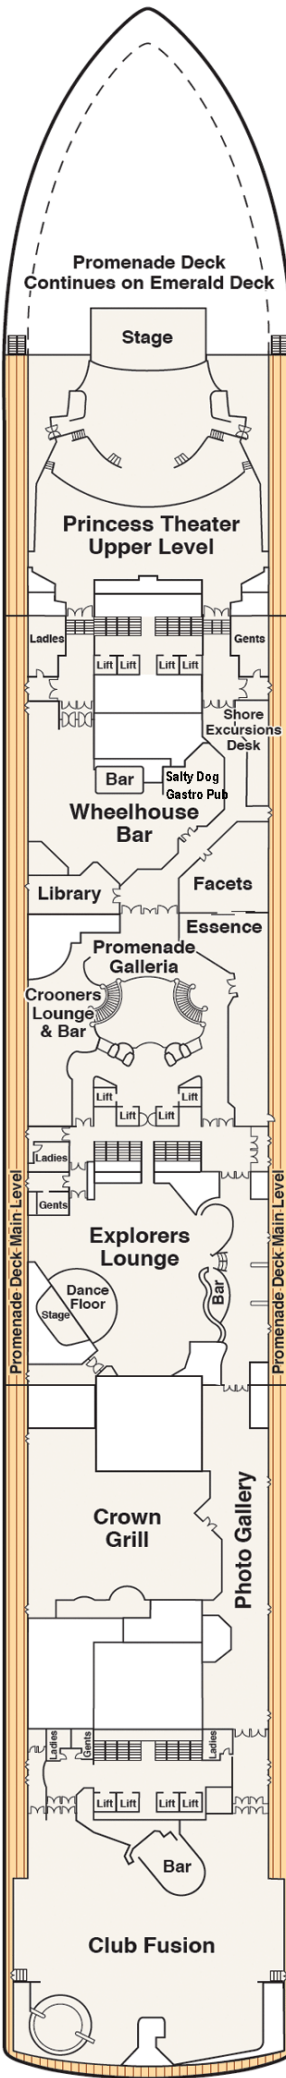 Promenade Deck
Continues on Emerald Deck
Stage
Princess Theater
Upper Level
Ladies
Gents
Lift Lift
Lift Lift
Shore
Excursions
Desk
Bar
Salty Dog
Gastro Pub
Wheelhouse
Bar
Library
Facets
Essence
Promenade
Galleria
Crooners
Lounge
& Bar
Lift
Lift
Lift
Lift
Ladies
Gents
Promenade Deck Main Level
Promenade Deck Main Level
Explorers
Lounge
Bar
Dance
Floor
Stage
Crown
Grill
Photo Gallery
Ladies
Gents
Ladies
Lift Lift
Lift Lift
Bar
Club Fusion